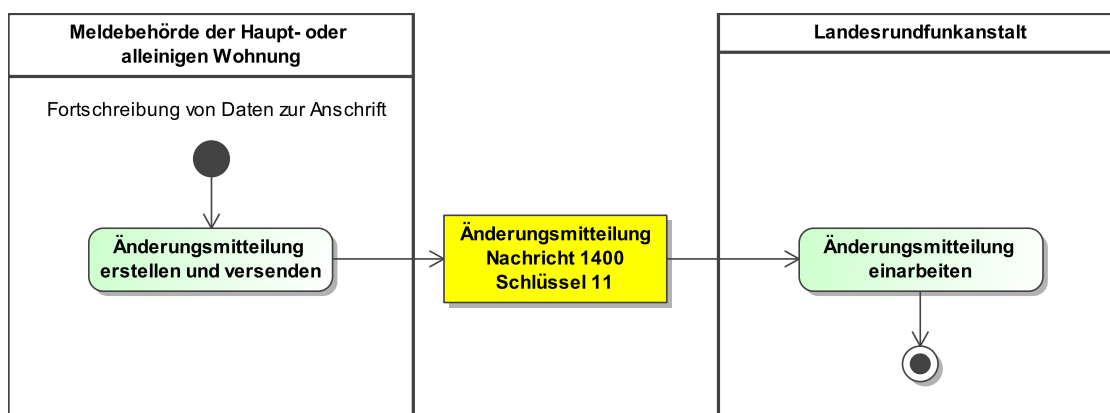 Meldebehörde der Haupt- oder
alleinigen Wohnung
Landesrundfunkanstalt
Fortschreibung von Daten zur Anschrift
Änderungsmitteilung
erstellen und versenden
Änderungsmitteilung
Nachricht 1400
Schlüssel 11
Änderungsmitteilung
einarbeiten